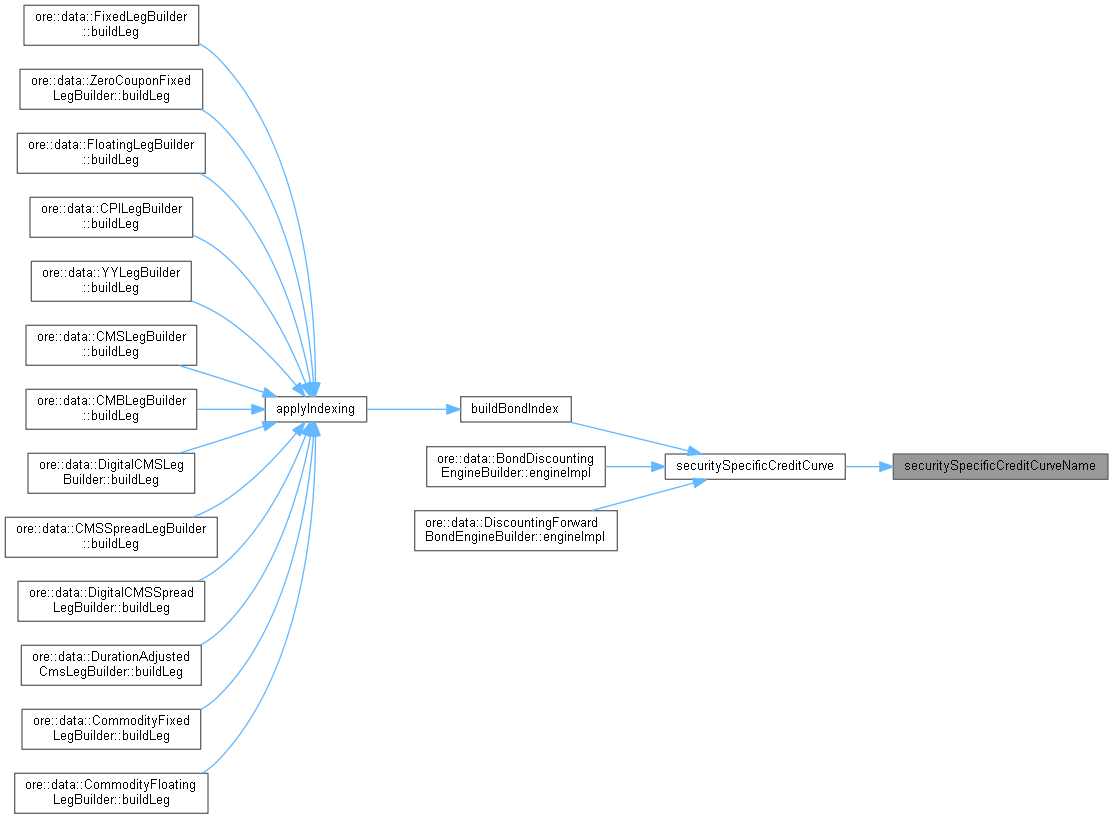 ore::data::FixedLegBuilder
::buildLeg
ore::data::ZeroCouponFixed
LegBuilder::buildLeg
ore::data::FloatingLegBuilder
::buildLeg
ore::data::CPILegBuilder
::buildLeg
ore::data::YYLegBuilder
::buildLeg
ore::data::CMSLegBuilder
::buildLeg
ore::data::CMBLegBuilder
::buildLeg
ore::data::DigitalCMSLeg
Builder::buildLeg
ore::data::CMSSpreadLegBuilder
::buildLeg
ore::data::DigitalCMSSpread
LegBuilder::buildLeg
ore::data::DurationAdjusted
CmsLegBuilder::buildLeg
ore::data::CommodityFixed
LegBuilder::buildLeg
ore::data::CommodityFloating
LegBuilder::buildLeg
applyIndexing
buildBondIndex
ore::data::BondDiscounting
EngineBuilder::engineImpl
ore::data::DiscountingForward
BondEngineBuilder::engineImpl
securitySpecificCreditCurve
securitySpecificCreditCurveName